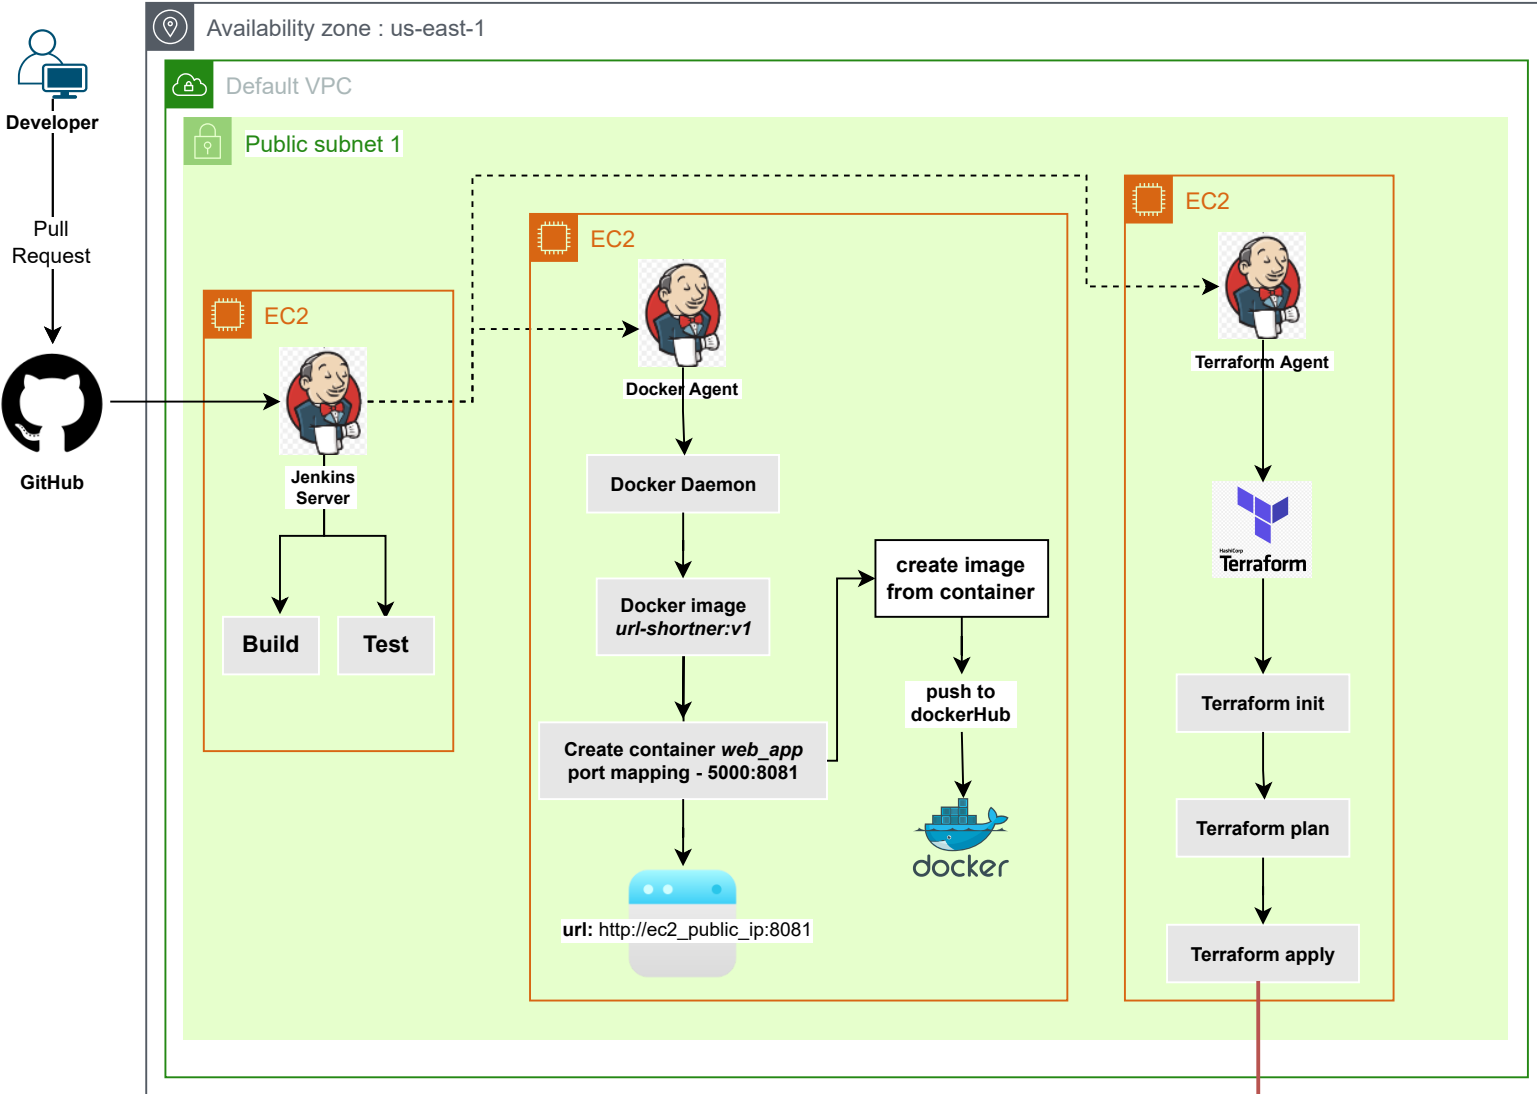 Availability zone : us-east-1
Default VPC
Public subnet 1
Developer
Pull
Request
GitHub
EC2
Jenkins
Server
Build
Test
EC2
Docker Agent
Docker Daemon
Docker image
url-shortner:v1
Create container web_app
port mapping - 5000:8081
url: http://ec2_public_ip:8081
create image
from container
push to
dockerHub
docker
EC2
Terraform Agent
HashiCorp
Terraform
Terraform init
Terraform plan
Terraform apply